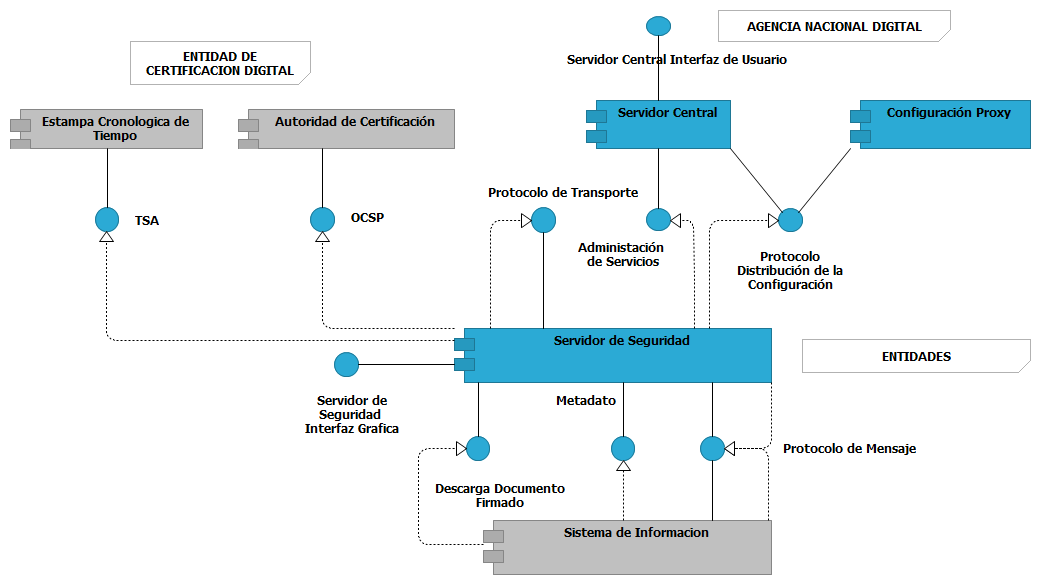 AGENCIA NACIONAL DIGITAL
ENTIDAD DE
CERTIFICACION DIGITAL
Servidor Central Interfaz de Usuario
Estampa Cronologica de
Tiempo
Autoridad de Certificación
Servidor Central
Configuración Proxy
Protocolo de Transporte
TSA
OCSP
Administación
de Servicios
Protocolo
Distribución de la
Configuración
Servidor de Seguridad
ENTIDADES
Servidor de
Seguridad
Interfaz Grafica
Metadato
Protocolo de Mensaje
Descarga Documento
Firmado
Sistema de Informacion